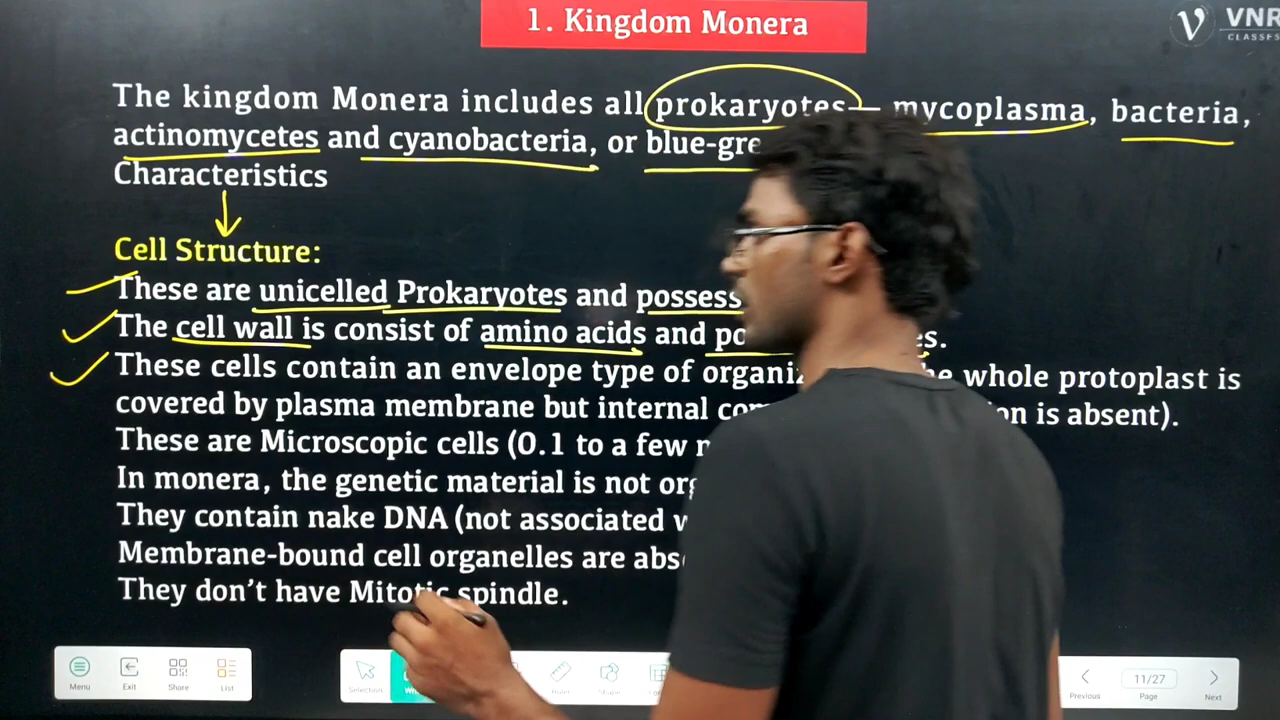 1. Kingdom Monera
V VNR
CLASSES
The kingdom Monera includes all prokaryotes— mycoplasma, bacteria,
actinomycetes and cyanobacteria, or blue-gre
Characteristics
Cell Structure:
These are unicelled Prokaryotes and possess
The cell wall is consist of amino acids and po es.
These cells contain an envelope type of organiz he whole protoplast is
covered by plasma membrane but internal co on is absent).
These are Microscopic cells (0.1 to a few
In monera, the genetic material is not org
They contain nake DNA (not associated w
Membrane-bound cell organelles are abs
They don't have Mitotic spindle.
Menu Exit Share List Selection Ruler Shape Previous 11/27 Page Next